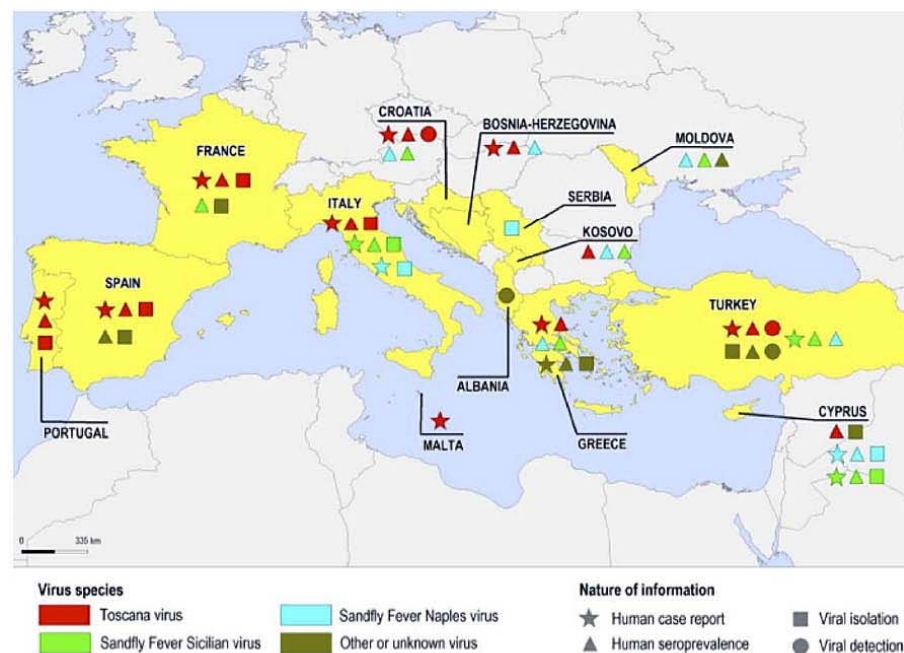 CROATIA
BOSNIA-HERZEGOVINA
MOLDOVA
FRANCE
ITALY
SERBIA
KOSOVO
SPAIN
TURKEY
ALBANIA
CYPRUS
PORTUGAL
MALTA
GREECE
0 335 km
Virus species
Toscana virus
Sandfly Fever Sicilian virus
Sandfly Fever Naples virus
Other or unknown virus
Nature of information
Human case report
Human seroprevalence
Viral isolation
Viral detection